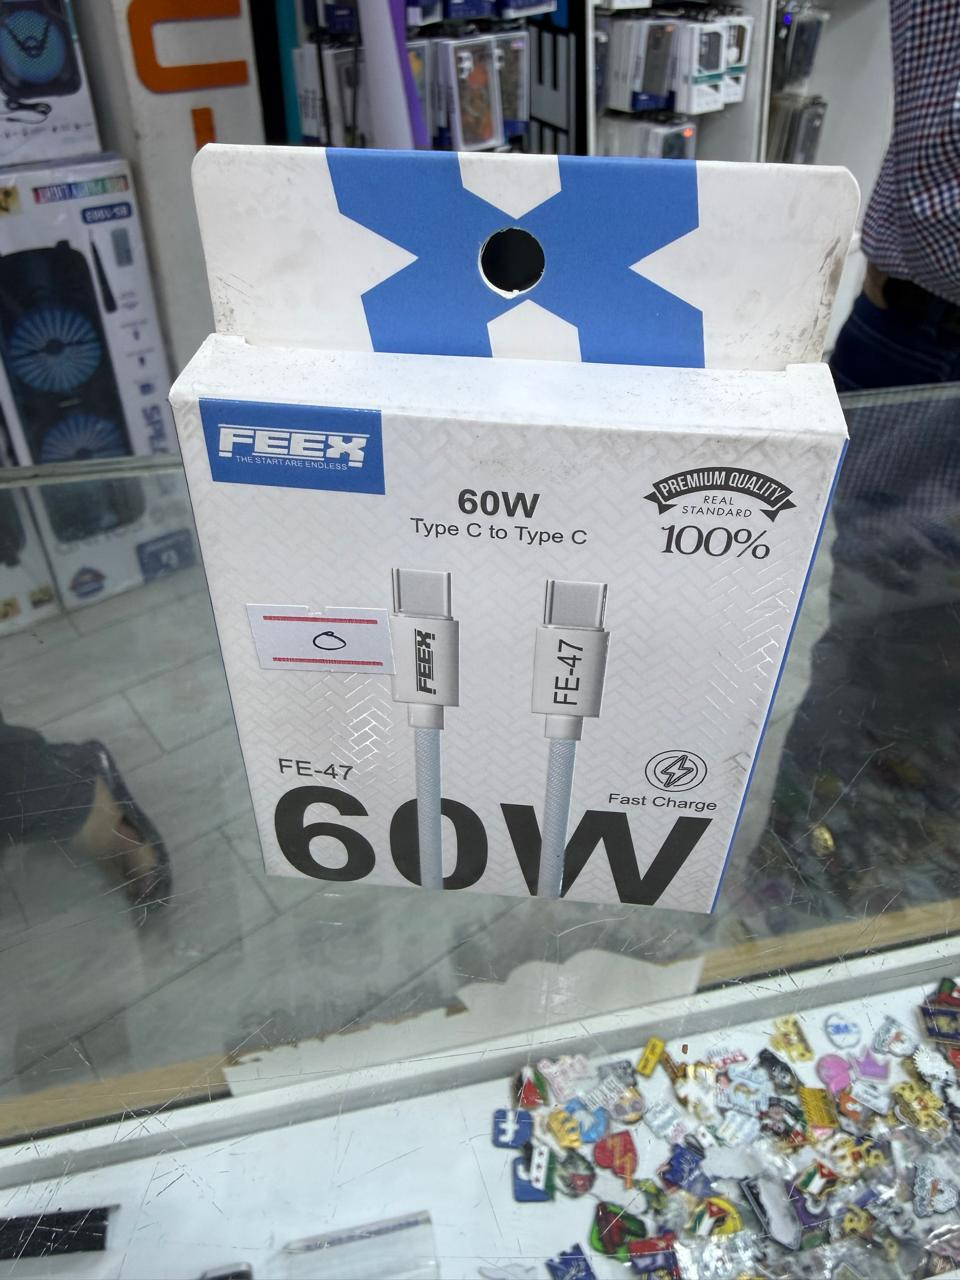 FEEX
THE START ARE ENDLESS
60W
Type C to Type C
PREMIUM QUALITY
REAL
STANDARD
100%
FEEX
FE-47
FE-47
Fast Charge
60W